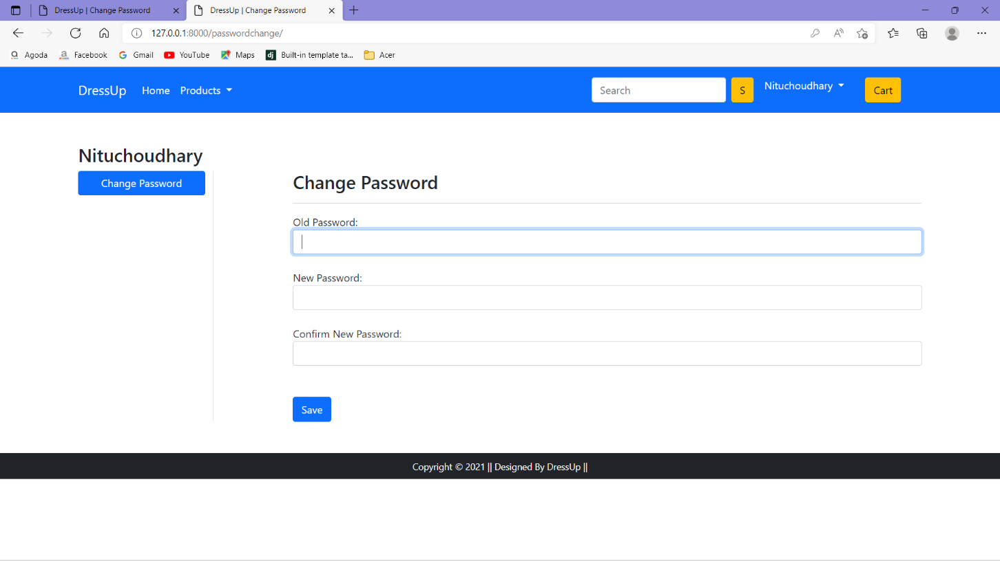 DressUp | Change Password
DressUp | Change Password
127.0.0.1:8000/passwordchange/
Agoda Facebook Gmail YouTube Maps Built-in template ta... Acer
DressUp Home Products Search S Nituchoudhary Cart
Nituchoudhary
Change Password
Change Password
Old Password:
New Password:
Confirm New Password:
Save
Copyright © 2021 || Designed By DressUp ||